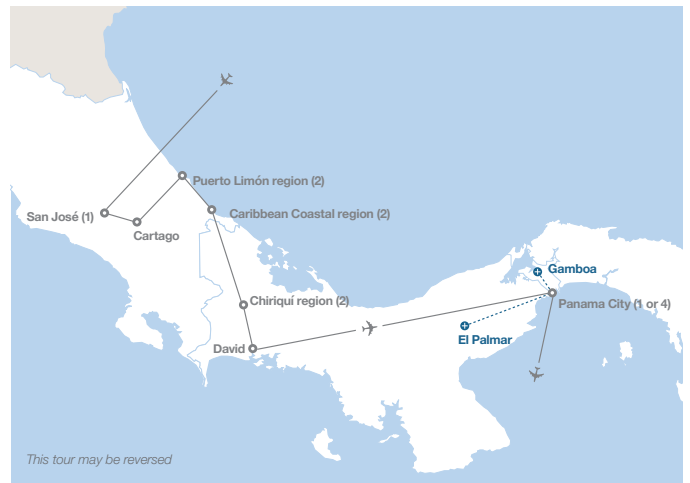 Puerto Limón region (2)
San José (1)
Caribbean Coastal region (2)
Cartago
Gamboa
Chiriquí region (2)
Panama City (1 or 4)
El Palmar
David
This tour may be reversed